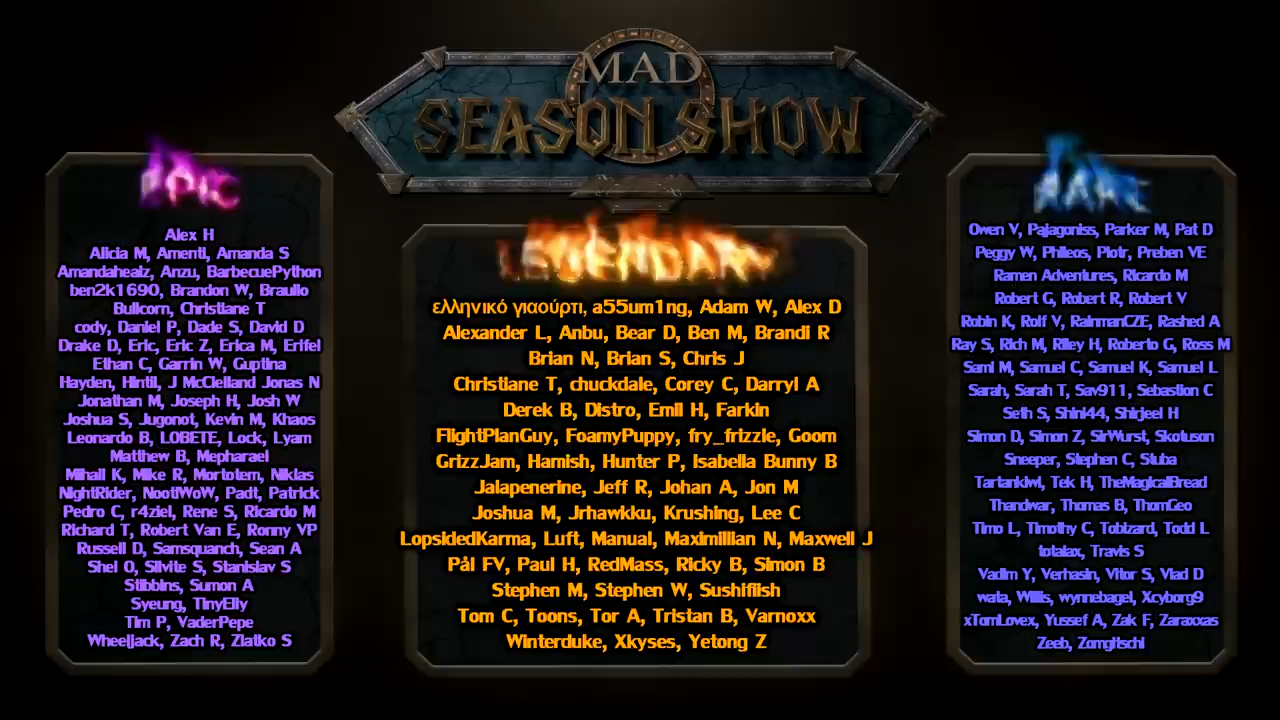 MAD
SEASON SHOW
EPIC
Alex H
Alicia M, Amenti, Amanda S
Amandahealz, Anzu, BarbecuePython
ben2k1690, Brandon W, Braulio
Bullcorn, Christiane T
cody, Daniel P, Dade S, David D
Drake D, Eric, Eric Z, Erica M, Erifel
Ethan C, Garrin W, Guptina
Hayden, Hintil, J McClelland Jonas N
Jonathan M, Joseph H, Josh W
Joshua S, Jugonot, Kevin M, Khaos
Leonardo B, LOBETE, Lock, Lyam
Matthew B, Mepharael
Mihail K, Mike R, Mortotem, Niklas
NightRider, NootiWoW, Padt, Patrick
Pedro C, r4ziel, Rene S, Ricardo M
Richard T, Robert Van E, Ronny VP
Russell D, Samsquanch, Sean A
Shel O, Silvite S, Stanislav S
Stibbins, Sumon A
Syeung, TinyElly
Tim P, VaderPepe
Wheeljack, Zach R, Zlatko S
LEGENDARY
ελληνικό γιαούρτι, a55um1ng, Adam W, Alex D
Alexander L, Anbu, Bear D, Ben M, Brandi R
Brian N, Brian S, Chris J
Christiane T, chuckdale, Corey C, Darryl A
Derek B, Distro, Emil H, Farkin
FlightPlanGuy, FoamyPuppy, fry_frizzle, Goom
GrizzJam, Hamish, Hunter P, Isabella Bunny B
Jalapenerine, Jeff R, Johan A, Jon M
Joshua M, Jrhawkku, Krushing, Lee C
LopsidedKarma, Luft, Manual, Maximillian N, Maxwell J
Pål FV, Paul H, RedMass, Ricky B, Simon B
Stephen M, Stephen W, Sushifiish
Tom C, Toons, Tor A, Tristan B, Varnoxx
Winterduke, Xkyses, Yetong Z
RARE
Owen V, Pajagoniss, Parker M, Pat D
Peggy W, Phileos, Piotr, Preben VE
Ramen Adventures, Ricardo M
Robert G, Robert R, Robert V
Robin K, Rolf V, RainmanCZE, Rashed A
Ray S, Rich M, Riley H, Roberto G, Ross M
Sami M, Samuel C, Samuel K, Samuel L
Sarah, Sarah T, Sav911, Sebastion C
Seth S, Shini44, Shirjeel H
Simon D, Simon Z, SirWurst, Skotuson
Sneeper, Stephen C, Stuba
Tartankiwi, Tek H, TheMagicalBread
Thandwar, Thomas B, ThomGeo
Timo L, Timothy C, Tobizard, Todd L
totalax, Travis S
Vadim Y, Verhasin, Vitor S, Vlad D
wata, Willis, wynnebagel, Xcyborg9
xTomLovex, Yussef A, Zak F, Zaraxxas
Zeeb, Zomgitschl